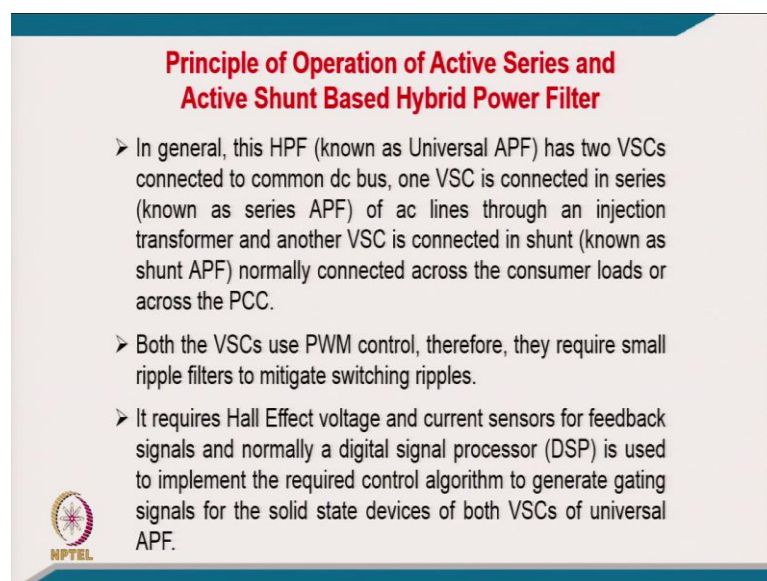 Principle of Operation of Active Series and
Active Shunt Based Hybrid Power Filter
➢ In general, this HPF (known as Universal APF) has two VSCs
connected to common dc bus, one VSC is connected in series
(known as series APF) of ac lines through an injection
transformer and another VSC is connected in shunt (known as
shunt APF) normally connected across the consumer loads or
across the PCC.
➢ Both the VSCs use PWM control, therefore, they require small
ripple filters to mitigate switching ripples.
➢ It requires Hall Effect voltage and current sensors for feedback
signals and normally a digital signal processor (DSP) is used
to implement the required control algorithm to generate gating
signals for the solid state devices of both VSCs of universal
APF.
NPTEL